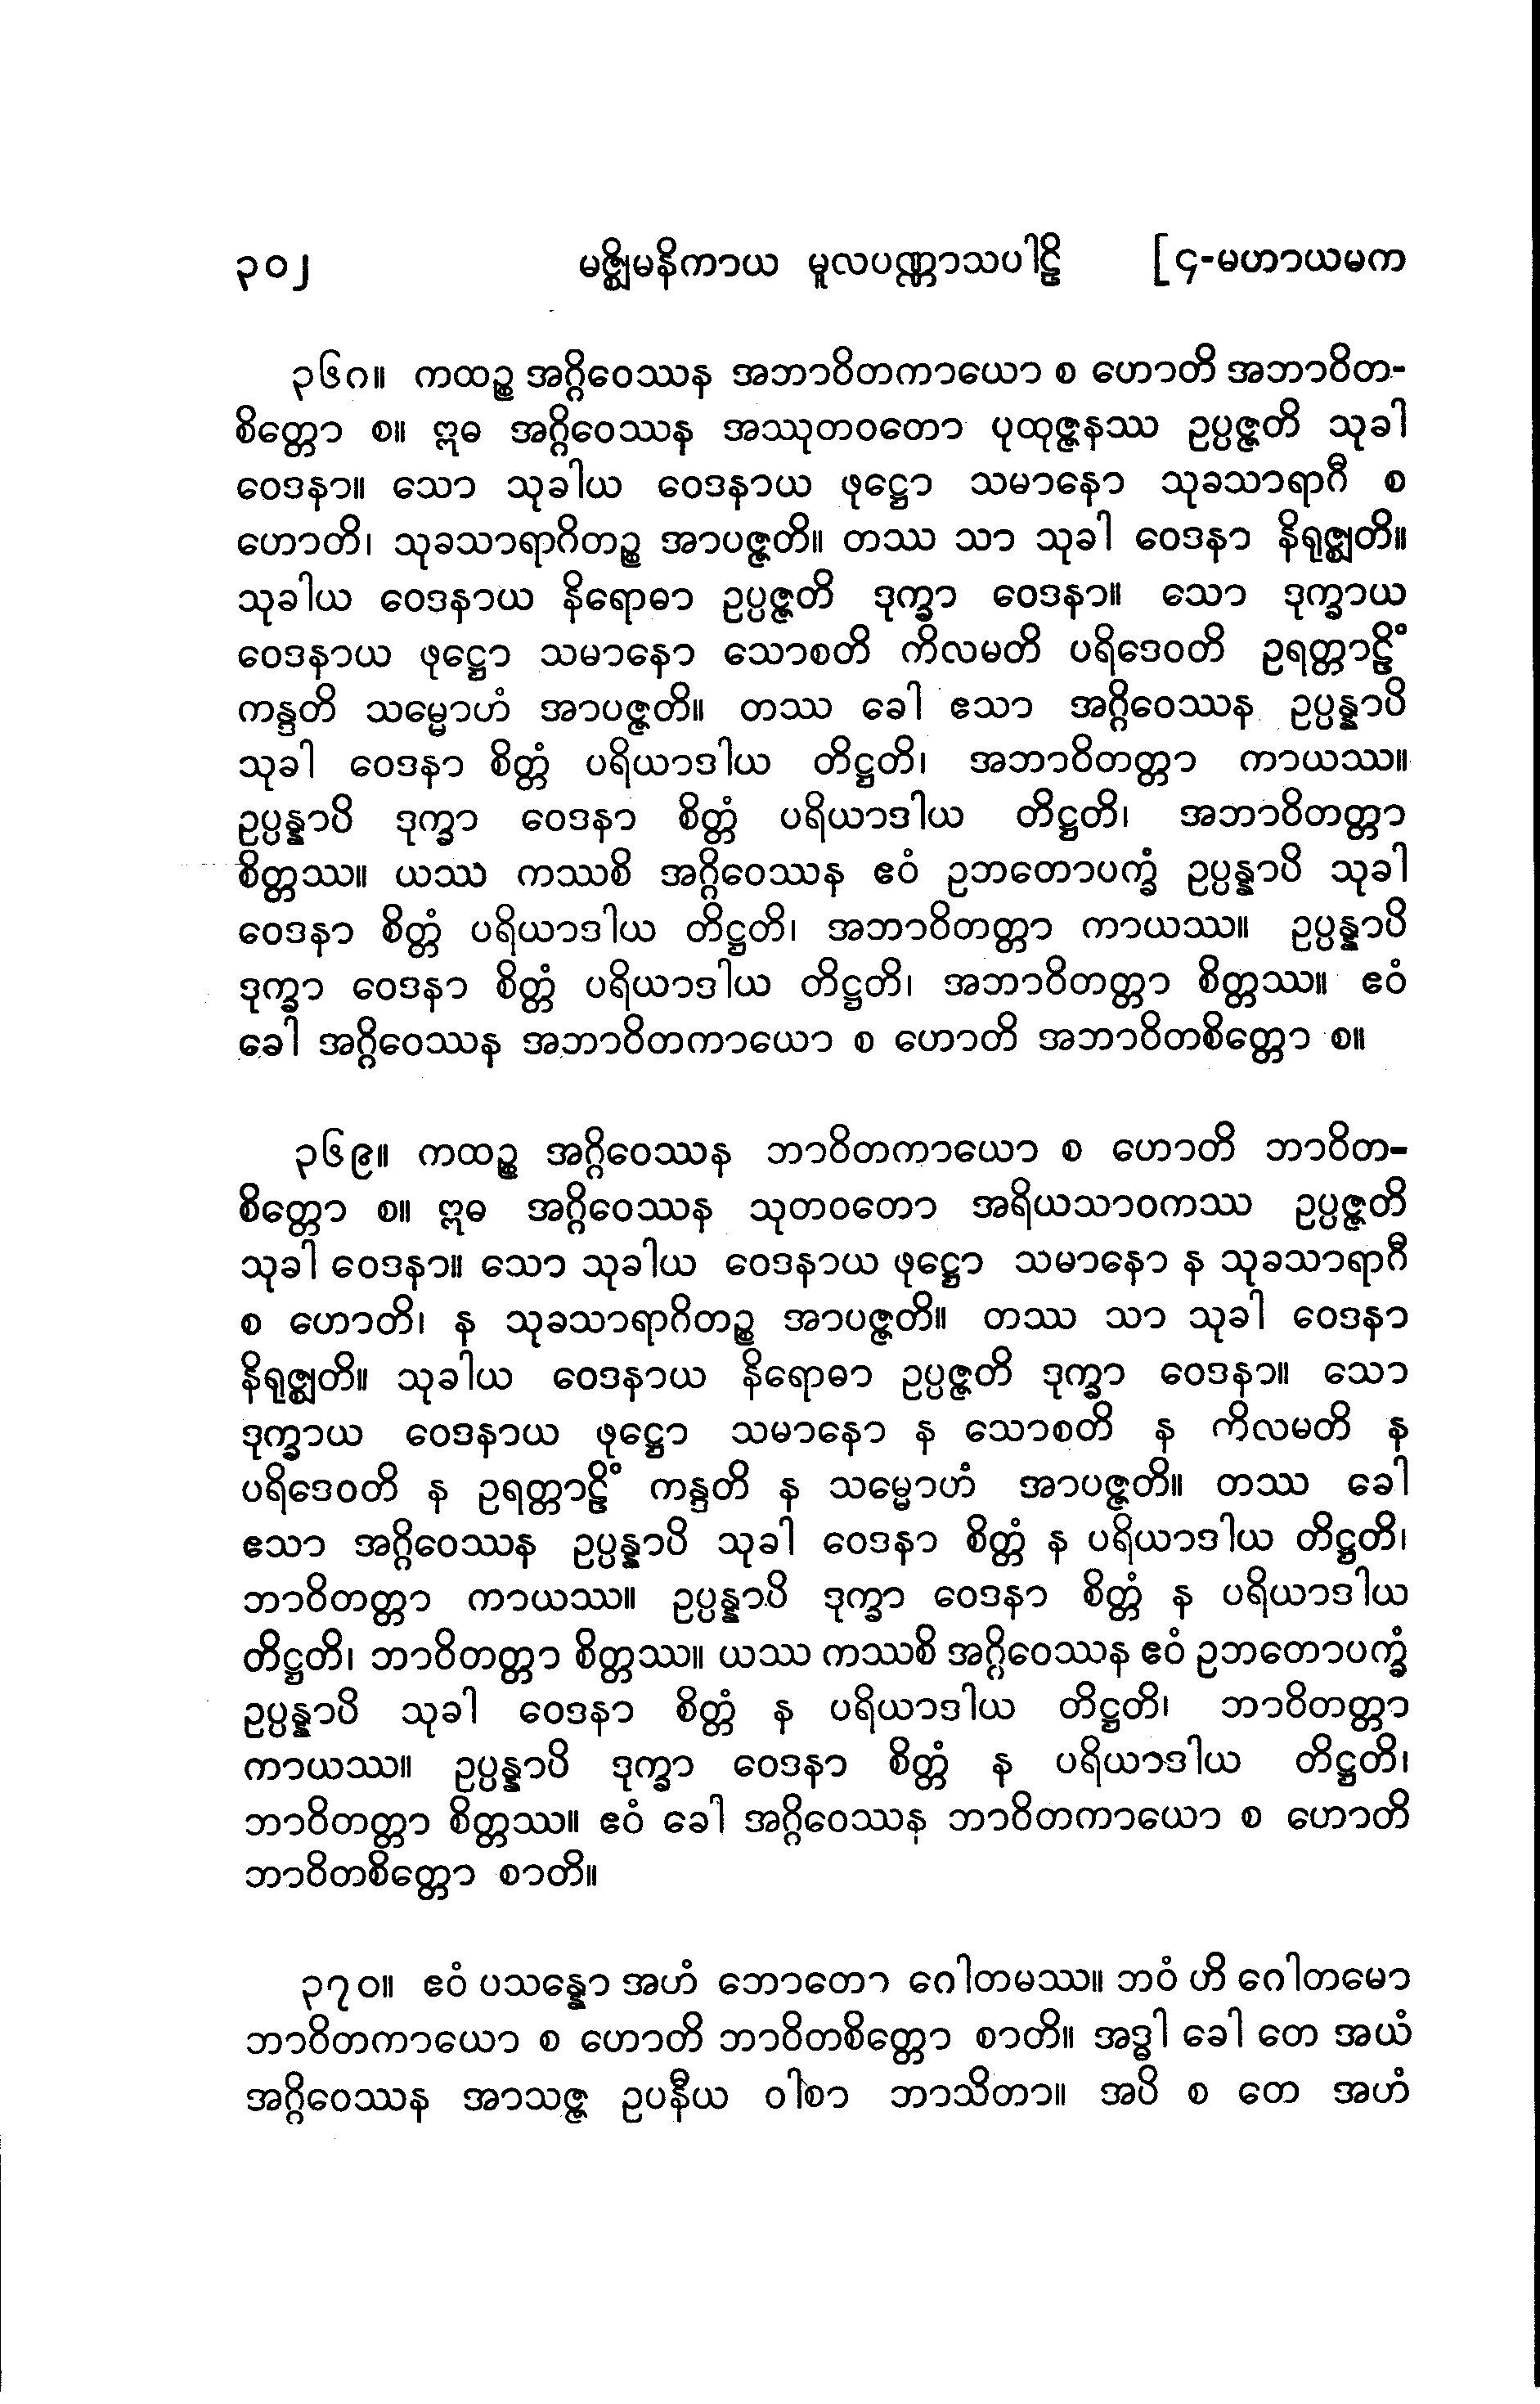 ၃၀၂ မဇ္ဈိမနိကာယ မူလပဏ္ဏာသပါဠိ [၄-မဟာယမက
၃၆၈။ ကထဉ္စ အဂ္ဂိဝေဿန အဘာဝိတကာယော စ ဟောတိ အဘာဝိတ-
စိတ္တော စ။ ဣဓ အဂ္ဂိဝေဿန အဿုတဝတော ပုထုဇ္ဇနဿ ဥပ္ပဇ္ဇတိ သုခါ
ဝေဒနာ။ သော သုခါယ ဝေဒနာယ ဖုဋ္ဌော သမာနော သုခသာရာဂီ စ
ဟောတိ၊ သုခသာရာဂိတဉ္စ အာပဇ္ဇတိ။ တဿ သာ သုခါ ဝေဒနာ နိရုဇ္ဈတိ။
သုခါယ ဝေဒနာယ နိရောဓာ ဥပ္ပဇ္ဇတိ ဒုက္ခာ ဝေဒနာ။ သော ဒုက္ခာယ
ဝေဒနာယ ဖုဋ္ဌော သမာနော သောစတိ ကိလမတိ ပရိဒေဝတိ ဥရတ္တာဠိံ
ကန္ဒတိ သမ္မောဟံ အာပဇ္ဇတိ။ တဿ ခေါ ဧသာ အဂ္ဂိဝေဿန ဥပ္ပန္နာပိ
သုခါ ဝေဒနာ စိတ္တံ ပရိယာဒါယ တိဋ္ဌတိ၊ အဘာဝိတတ္တာ ကာယဿ။
ဥပ္ပန္နာပိ ဒုက္ခာ ဝေဒနာ စိတ္တံ ပရိယာဒါယ တိဋ္ဌတိ၊ အဘာဝိတတ္တာ
စိတ္တဿ။ ယဿ ကဿစိ အဂ္ဂိဝေဿန ဧဝံ ဥဘတောပက္ခံ ဥပ္ပန္နာပိ သုခါ
ဝေဒနာ စိတ္တံ ပရိယာဒါယ တိဋ္ဌတိ၊ အဘာဝိတတ္တာ ကာယဿ။ ဥပ္ပန္နာပိ
ဒုက္ခာ ဝေဒနာ စိတ္တံ ပရိယာဒါယ တိဋ္ဌတိ၊ အဘာဝိတတ္တာ စိတ္တဿ။ ဧဝံ
ခေါ အဂ္ဂိဝေဿန အဘာဝိတကာယော စ ဟောတိ အဘာဝိတစိတ္တော စ။
၃၆၉။ ကထဉ္စ အဂ္ဂိဝေဿန ဘာဝိတကာယော စ ဟောတိ ဘာဝိတ-
စိတ္တော စ။ ဣဓ အဂ္ဂိဝေဿန သုတဝတော အရိယသာဝကဿ ဥပ္ပဇ္ဇတိ
သုခါ ဝေဒနာ။ သော သုခါယ ဝေဒနာယ ဖုဋ္ဌော သမာနော န သုခသာရာဂီ
စ ဟောတိ၊ န သုခသာရာဂိတဉ္စ အာပဇ္ဇတိ။ တဿ သာ သုခါ ဝေဒနာ
နိရုဇ္ဈတိ။ သုခါယ ဝေဒနာယ နိရောဓာ ဥပ္ပဇ္ဇတိ ဒုက္ခာ ဝေဒနာ။ သော
ဒုက္ခာယ ဝေဒနာယ ဖုဋ္ဌော သမာနော န သောစတိ န ကိလမတိ န
ပရိဒေဝတိ န ဥရတ္တာဠိံ ကန္ဒတိ န သမ္မောဟံ အာပဇ္ဇတိ။ တဿ ခေါ
ဧသာ အဂ္ဂိဝေဿန ဥပ္ပန္နာပိ သုခါ ဝေဒနာ စိတ္တံ န ပရိယာဒါယ တိဋ္ဌတိ၊
ဘာဝိတတ္တာ ကာယဿ။ ဥပ္ပန္နာပိ ဒုက္ခာ ဝေဒနာ စိတ္တံ န ပရိယာဒါယ
တိဋ္ဌတိ၊ ဘာဝိတတ္တာ စိတ္တဿ။ ယဿ ကဿစိ အဂ္ဂိဝေဿန ဧဝံ ဥဘတောပက္ခံ
ဥပ္ပန္နာပိ သုခါ ဝေဒနာ စိတ္တံ န ပရိယာဒါယ တိဋ္ဌတိ၊ ဘာဝိတတ္တာ
ကာယဿ။ ဥပ္ပန္နာပိ ဒုက္ခာ ဝေဒနာ စိတ္တံ န ပရိယာဒါယ တိဋ္ဌတိ၊
ဘာဝိတတ္တာ စိတ္တဿ။ ဧဝံ ခေါ အဂ္ဂိဝေဿန ဘာဝိတကာယော စ ဟောတိ
ဘာဝိတစိတ္တော စာတိ။
၃၇၀။ ဧဝံ ပသန္နော အဟံ ဘောတော ဂေါတမဿ။ ဘဝံ ဟိ ဂေါတမော
ဘာဝိတကာယော စ ဟောတိ ဘာဝိတစိတ္တော စာတိ။ အဒ္ဓါ ခေါ တေ အယံ
အဂ္ဂိဝေဿန အာသဇ္ဇ ဥပနီယ ဝါစာ ဘာသိတာ။ အပိ စ တေ အဟံ